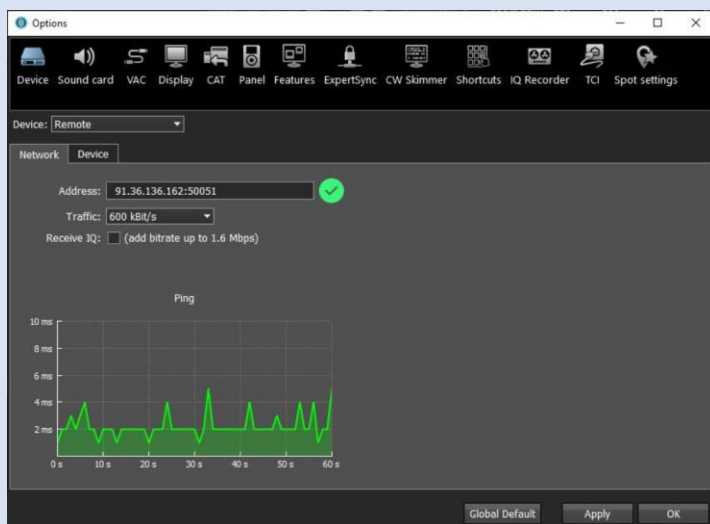 Options
Device Sound card VAC Display CAT Panel Features ExpertSync CW Skimmer Shortcuts IQ Recorder TCI Spot settings
Device: Remote
Network Device
Address: 91.36.136.162:50051
Traffic: 600 kBit/s
Receive IQ: (add bitrate up to 1.6 Mbps)
Ping
10 ms
8 ms
6 ms
4 ms
2 ms
0 s 10 s 20 s 30 s 40 s 50 s 60 s
Global Default Apply OK